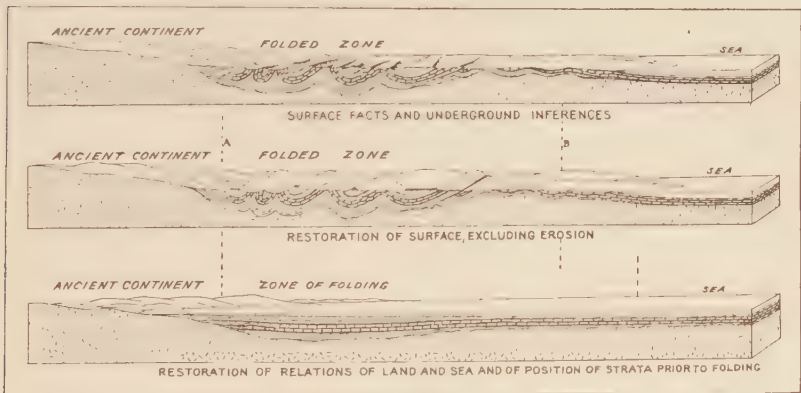 ANCIENT CONTINENT FOLDED ZONE SEA
SURFACE FACTS AND UNDERGROUND INFERENCES
A B
ANCIENT CONTINENT FOLDED ZONE SEA
RESTORATION OF SURFACE, EXCLUDING EROSION
ANCIENT CONTINENT ZONE OF FOLDING SEA
RESTORATION OF RELATIONS OF LAND AND SEA AND OF POSITION OF STRATA PRIOR TO FOLDING